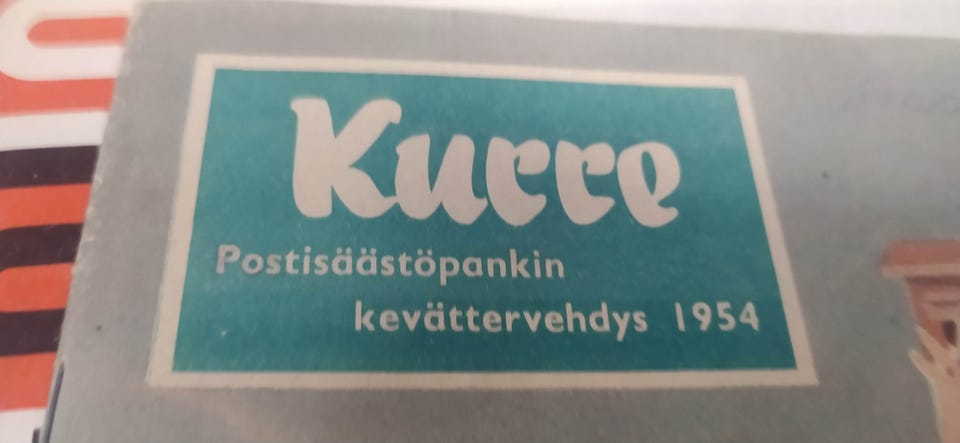 Kurre
Postisäästöpankin
kevättervehdys 1954